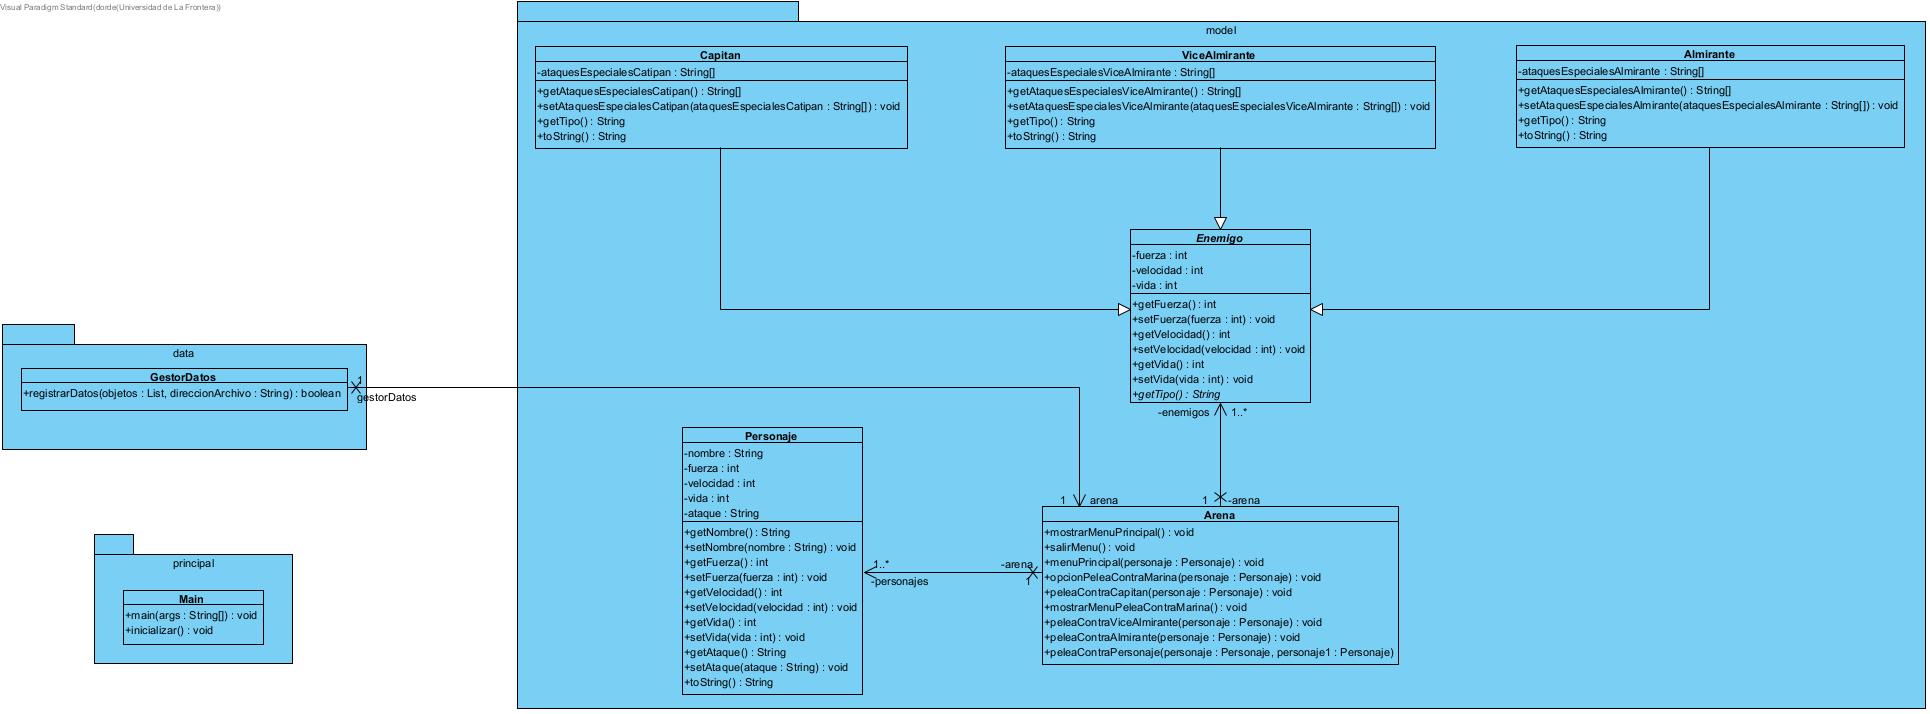 Visual Paradigm Standard(dorde(Universidad de La Frontera))
model
Capitan
-ataquesEspecialesCatipan : String[]
+getAtaquesEspecialesCatipan() : String[]
+setAtaquesEspecialesCatipan(ataquesEspecialesCatipan : String[]) : void
+getTipo() : String
+toString() : String
ViceAlmirante
-ataquesEspecialesViceAlmirante : String[]
+getAtaquesEspecialesViceAlmirante() : String[]
+setAtaquesEspecialesViceAlmirante(ataquesEspecialesViceAlmirante : String[]) : void
+getTipo() : String
+toString() : String
Almirante
-ataquesEspecialesAlmirante : String[]
+getAtaquesEspecialesAlmirante() : String[]
+setAtaquesEspecialesAlmirante(ataquesEspecialesAlmirante : String[]) : void
+getTipo() : String
+toString() : String
Enemigo
-fuerza : int
-velocidad : int
-vida : int
+getFuerza() : int
+setFuerza(fuerza : int) : void
+getVelocidad() : int
+setVelocidad(velocidad : int) : void
+getVida() : int
+setVida(vida : int) : void
+getTipo() : String
-enemigos
1..*
data
GestorDatos
+registrarDatos(objetos : List, direccionArchivo : String) : boolean
1
gestorDatos
Personaje
-nombre : String
-fuerza : int
-velocidad : int
-vida : int
-ataque : String
+getNombre() : String
+setNombre(nombre : String) : void
+getFuerza() : int
+setFuerza(fuerza : int) : void
+getVelocidad() : int
+setVelocidad(velocidad : int) : void
+getVida() : int
+setVida(vida : int) : void
+getAtaque() : String
+setAtaque(ataque : String) : void
+toString() : String
1..*
-personajes
-arena
1
1
arena
1
-arena
Arena
+mostrarMenuPrincipal() : void
+salirMenu() : void
+menuPrincipal(personaje : Personaje) : void
+opcionPeleaContraMarina(personaje : Personaje) : void
+peleaContraCapitan(personaje : Personaje) : void
+mostrarMenuPeleaContraMarina() : void
+peleaContraViceAlmirante(personaje : Personaje) : void
+peleaContraAlmirante(personaje : Personaje) : void
+peleaContraPersonaje(personaje : Personaje, personaje1 : Personaje)
principal
Main
+main(args : String[]) : void
+inicializar() : void